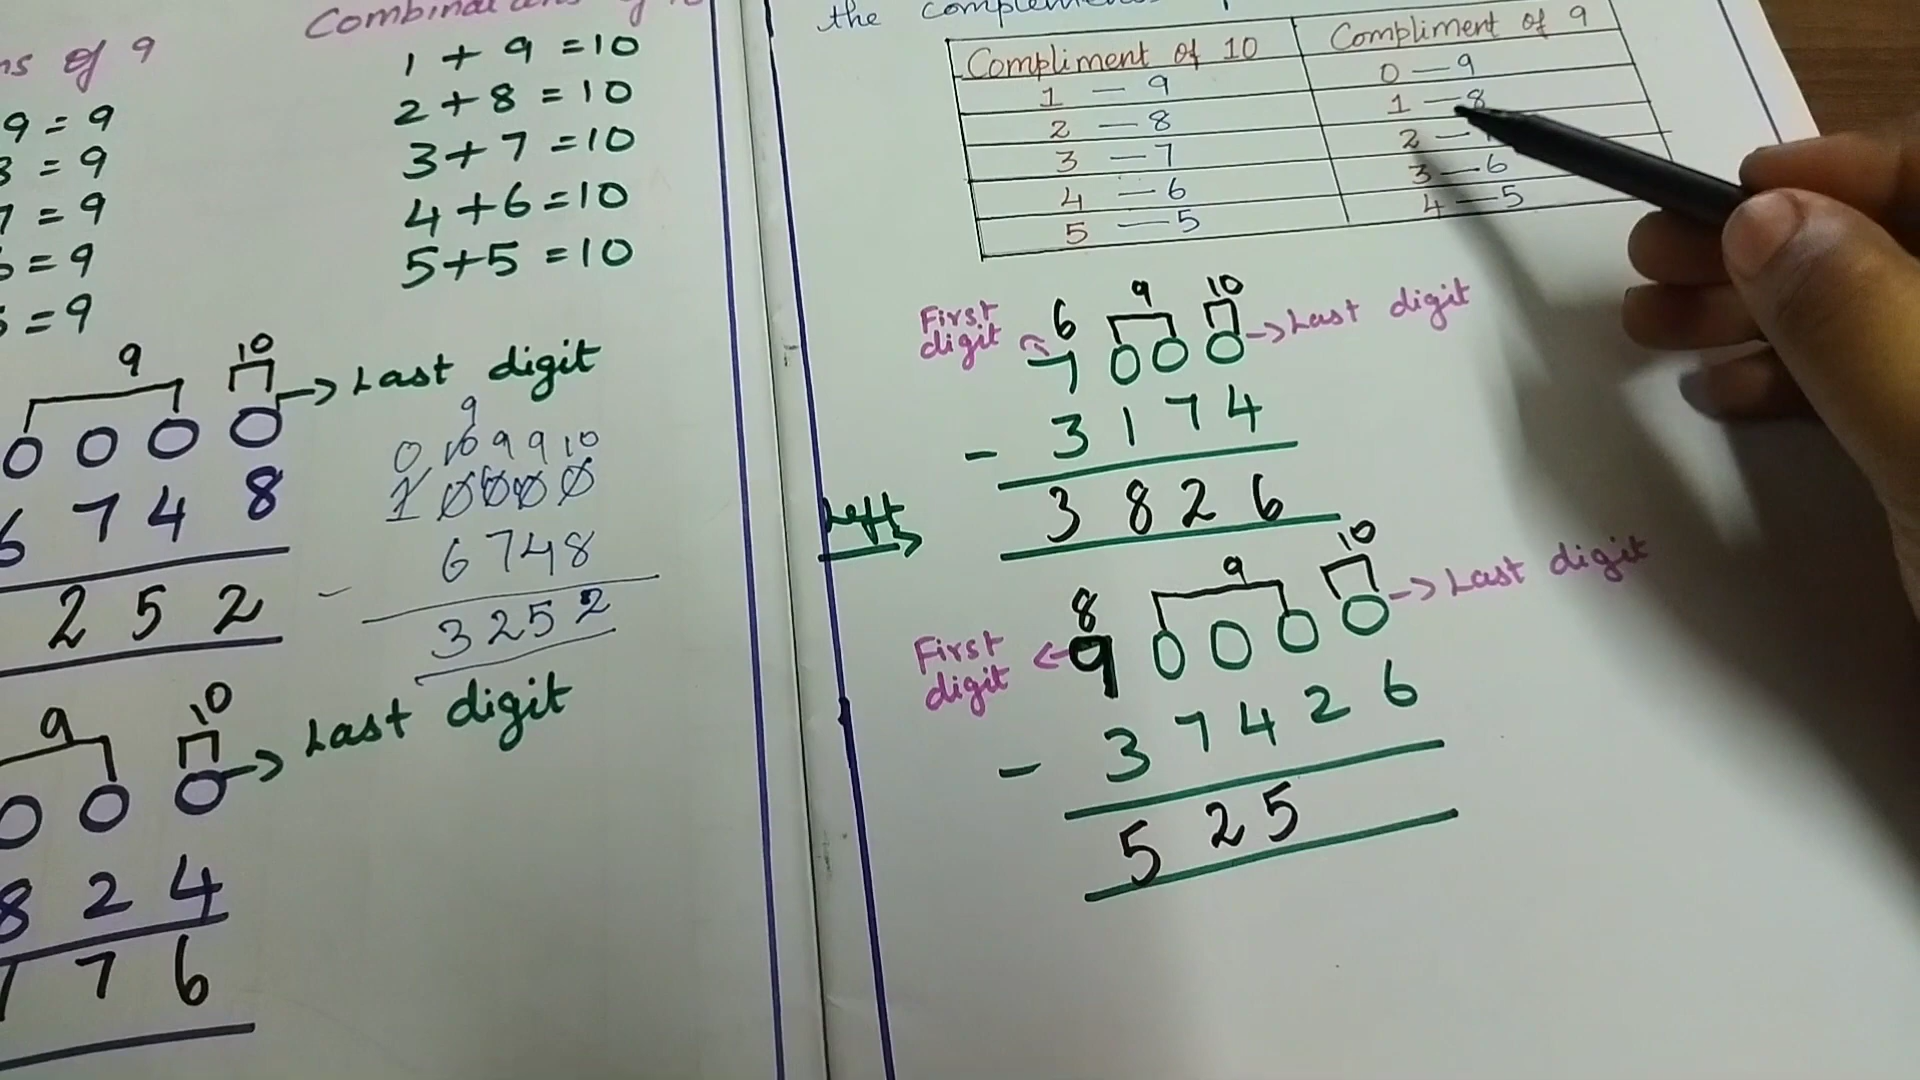 Combinations of 10
of 9
1 + 9 = 10
2 + 8 = 10
3 + 7 = 10
4 + 6 = 10
5 + 5 = 10
9 = 9
= 9
7 = 9
= 9
= 9
9 10
0 0 0 0 -> Last digit
6 7 4 8
2 5 2
9
0 10 9 9 10
1 0 0 0 0
6 7 4 8
-
3 2 5 2
9 10
0 0 0 -> Last digit
8 2 4
7 6
the
Compliment of 10 Compliment of 9
1 — 9 0 — 9
2 — 8 1 — 8
3 — 7 2 —
4 — 6 3 — 6
5 — 5 4 — 5
6 9 10
First digit 7 0 0 0 -> Last digit
- 3 1 7 4
3 8 2 6
Left
8 9 10
First digit <- 9 0 0 0 0 -> Last digit
- 3 7 4 2 6
5 2 5